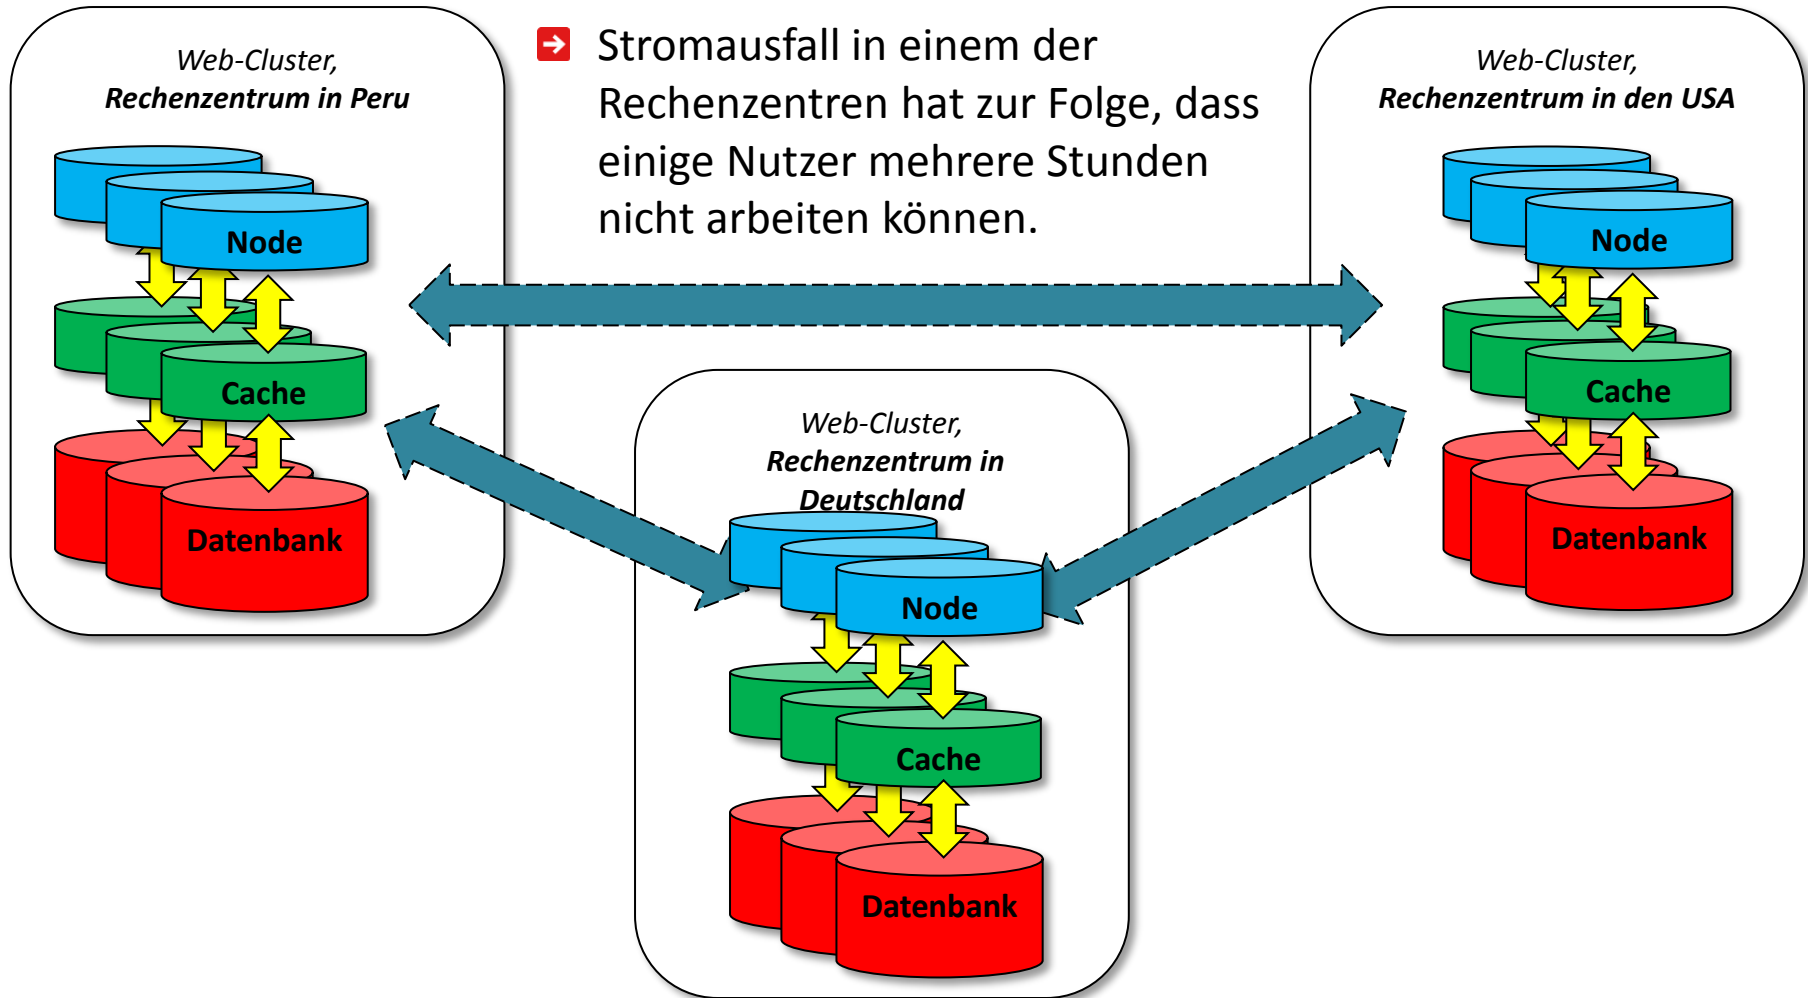 Web-Cluster,
Rechenzentrum in Peru
Node
Cache
Datenbank
Stromausfall in einem der
Rechenzentren hat zur Folge, dass
einige Nutzer mehrere Stunden
nicht arbeiten können.
Web-Cluster,
Rechenzentrum in den USA
Node
Cache
Datenbank
Web-Cluster,
Rechenzentrum in
Deutschland
Node
Cache
Datenbank